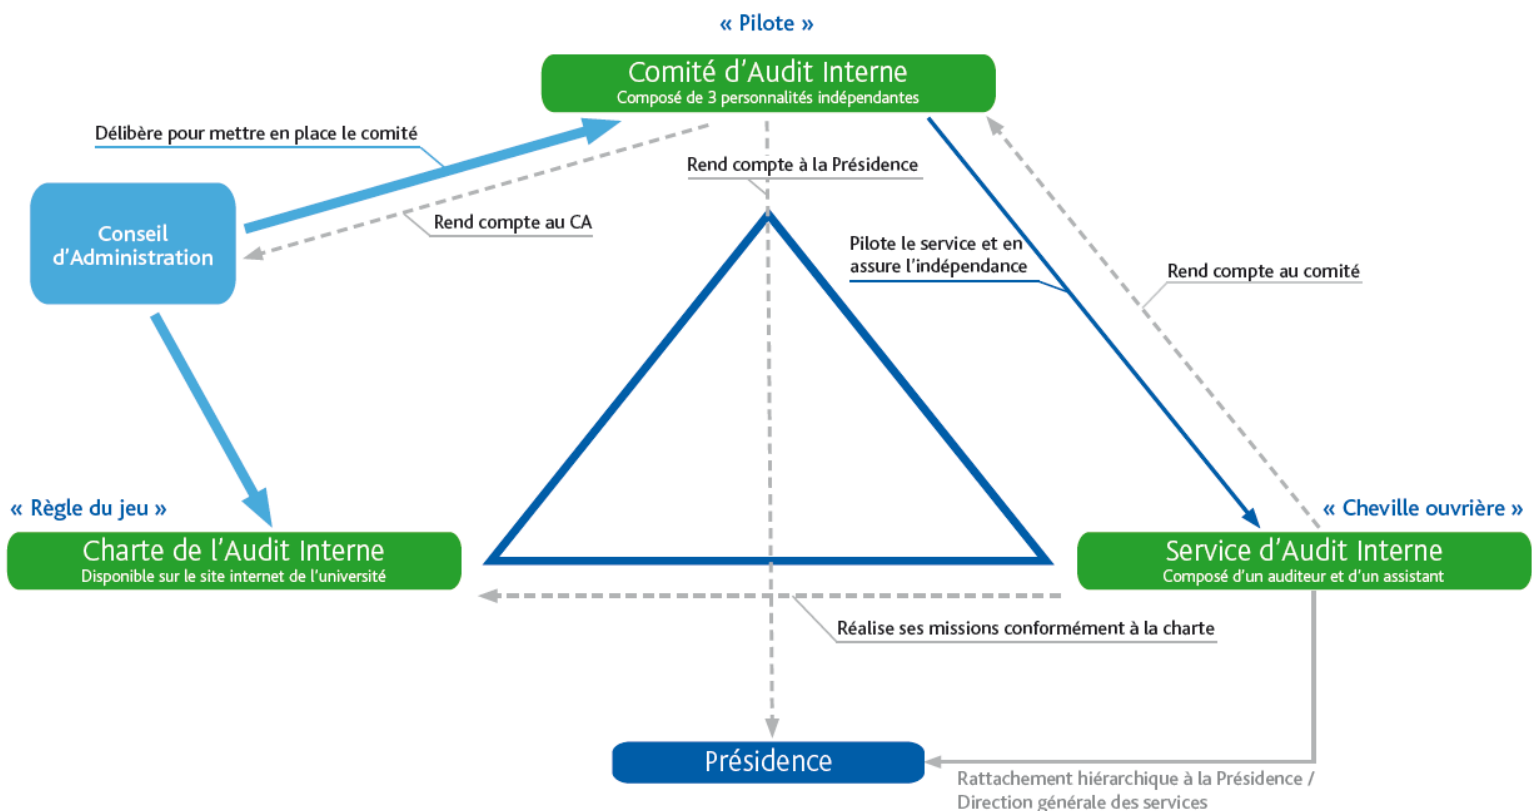 « Pilote »
Comité d'Audit Interne
Composé de 3 personnalités indépendantes
Délibère pour mettre en place le comité
Rend compte à la Présidence
Conseil
d'Administration
Rend compte au CA
Pilote le service et en
assure l'indépendance
Rend compte au comité
« Règle du jeu »
Charte de l'Audit Interne
Disponible sur le site internet de l'université
« Cheville ouvrière »
Service d'Audit Interne
Composé d'un auditeur et d'un assistant
Réalise ses missions conformément à la charte
Présidence
Rattachement hiérarchique à la Présidence /
Direction générale des services